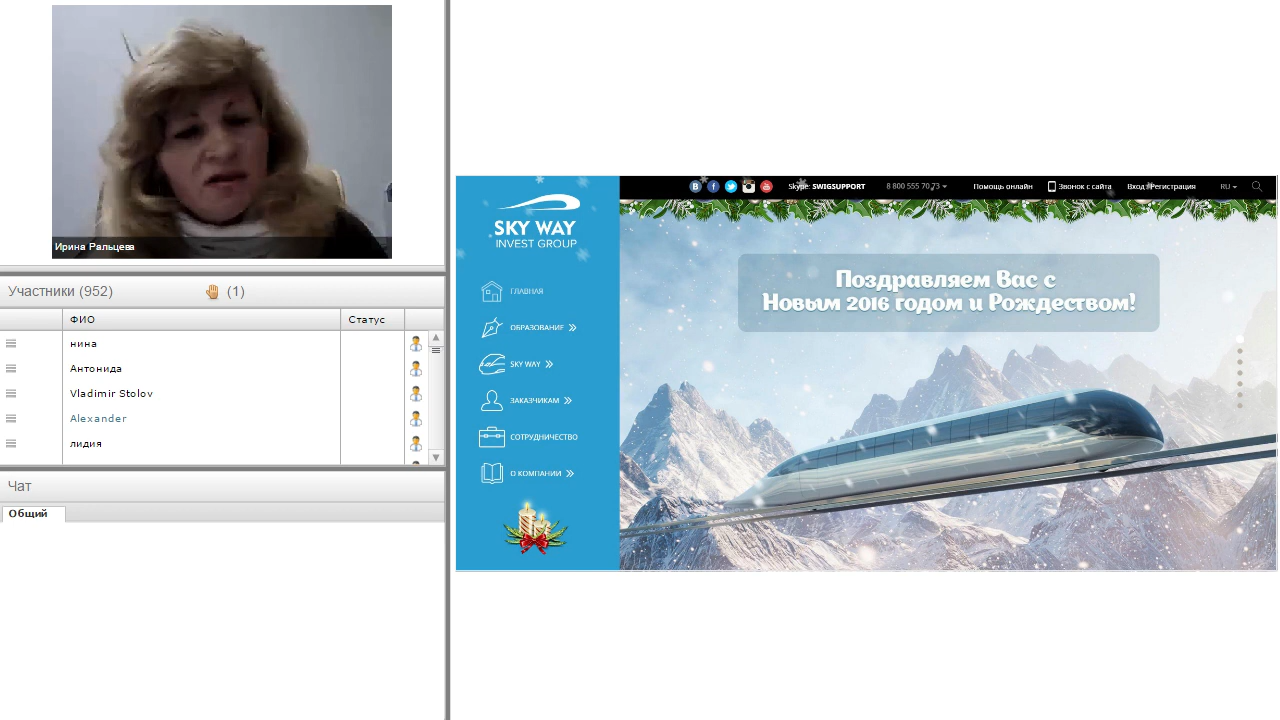 Ирина Ральцева
Участники (952)
(1)
ФИО
Статус
нина
Антонида
Vladimir Stolov
Alexander
лидия
Чат
Общий
Skype: SWIGSUPPORT
8 800 555 70 73
Помощь онлайн
Звонок с сайта
Вход/Регистрация
RU
SKY WAY
INVEST GROUP
ГЛАВНАЯ
ОБРАЗОВАНИЕ
SKY WAY
ЗАКАЗЧИКАМ
СОТРУДНИЧЕСТВО
О КОМПАНИИ
Поздравляем Вас с
Новым 2016 годом и Рождеством!